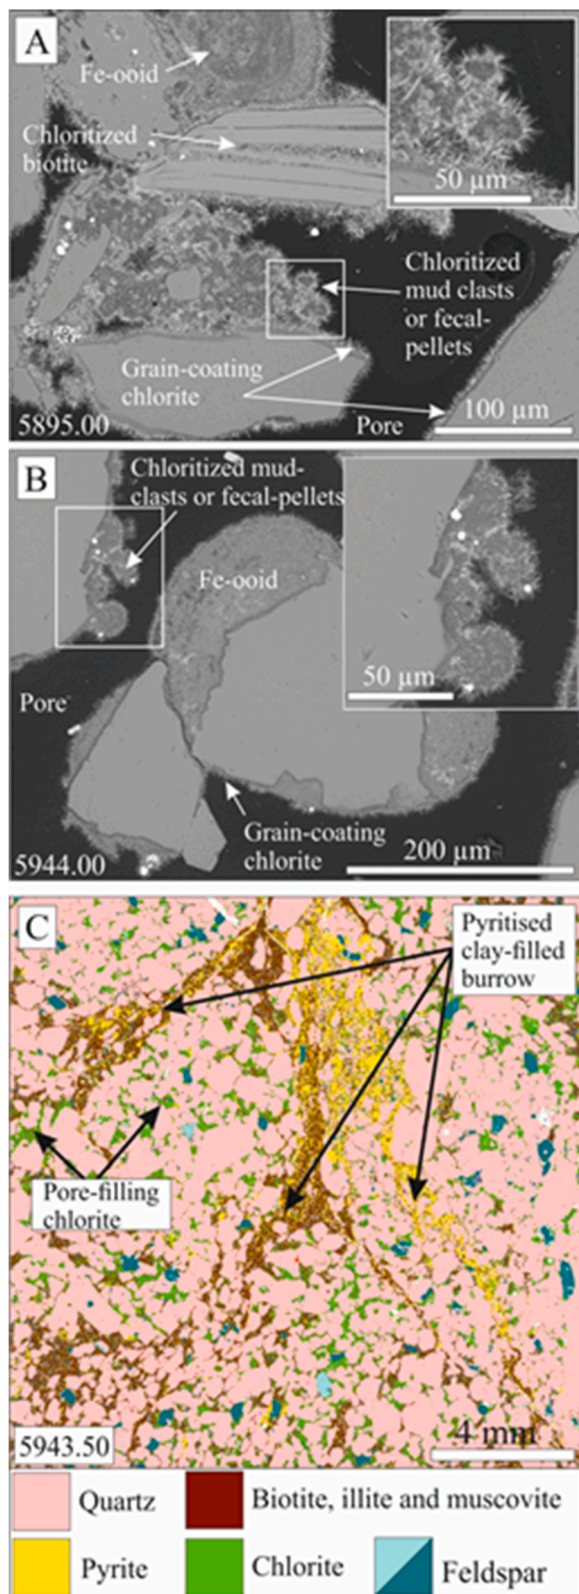 A
Fe-ooid
Chloritized
biotite
50 µm
Chloritized
mud clasts
or fecal-
pellets
Grain-coating
chlorite
100 µm
5895.00
Pore
B
Chloritized mud-
clasts or fecal-pellets
Fe-ooid
50 µm
Pore
Grain-coating
chlorite
200 µm
5944.00
C
Pyritised
clay-filled
burrow
Pore-filling
chlorite
5943.50
4 mm
Quartz
Biotite, illite and muscovite
Pyrite
Chlorite
Feldspar